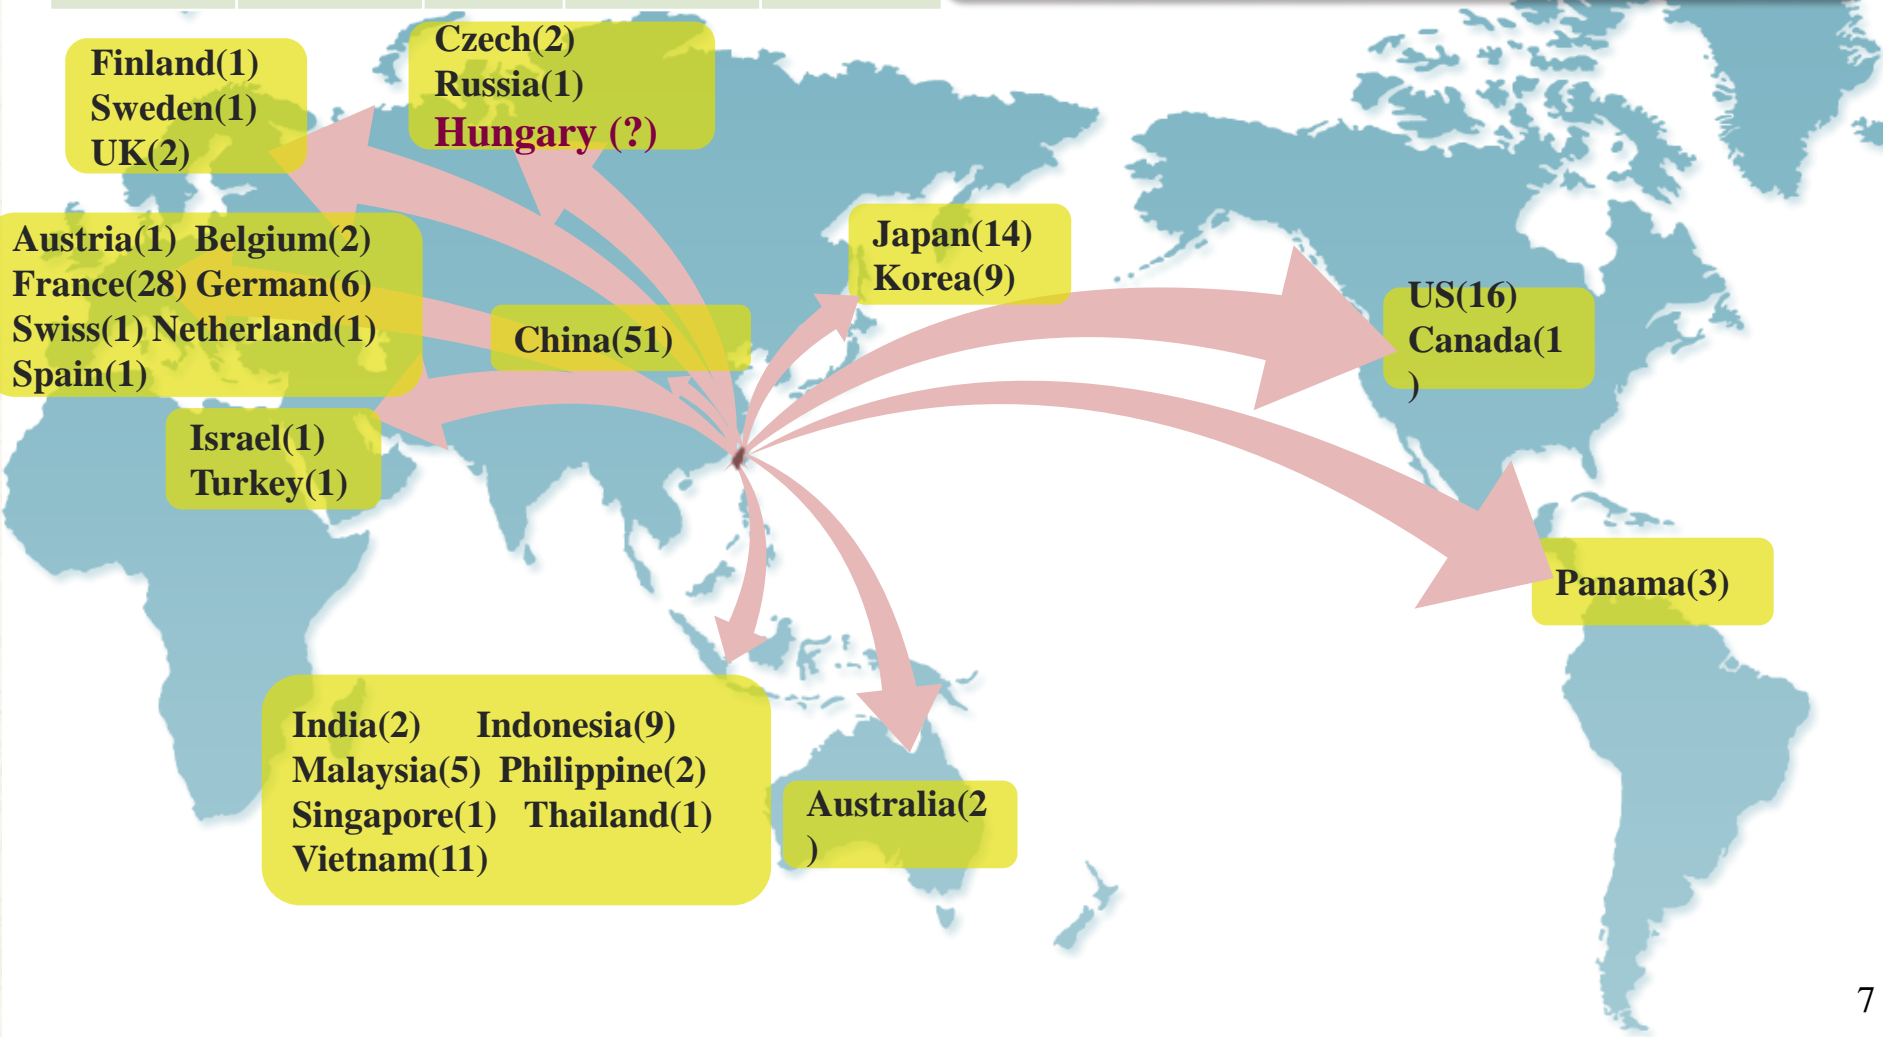 Finland(1)
Sweden(1)
UK(2)
Czech(2)
Russia(1)
Hungary (?)
Austria(1) Belgium(2)
France(28) German(6)
Swiss(1) Netherland(1)
Spain(1)
China(51)
Japan(14)
Korea(9)
US(16)
Canada(1
)
Israel(1)
Turkey(1)
Panama(3)
India(2) Indonesia(9)
Malaysia(5) Philippine(2)
Singapore(1) Thailand(1)
Vietnam(11)
Australia(2
)
7